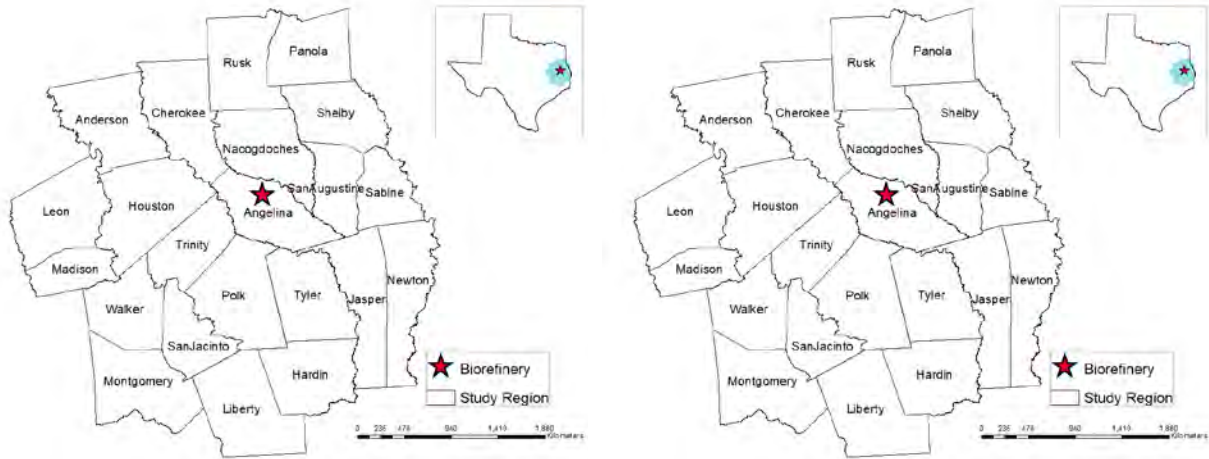 Panola
Rusk
Cherokee
Shelby
Anderson
Nacogdoches
SanAugustine
Sabine
Houston
Leon
Angelina
Trinity
Madison
Newton
Polk
Tyler
Jasper
Walker
SanJacinto
Montgomery
Hardin
Liberty
Biorefinery
Study Region
Kilometers
Panola
Rusk
Cherokee
Shelby
Anderson
Nacogdoches
SanAugustine
Sabine
Houston
Leon
Angelina
Trinity
Madison
Newton
Polk
Tyler
Jasper
Walker
SanJacinto
Montgomery
Hardin
Liberty
Biorefinery
Study Region
Kilometers